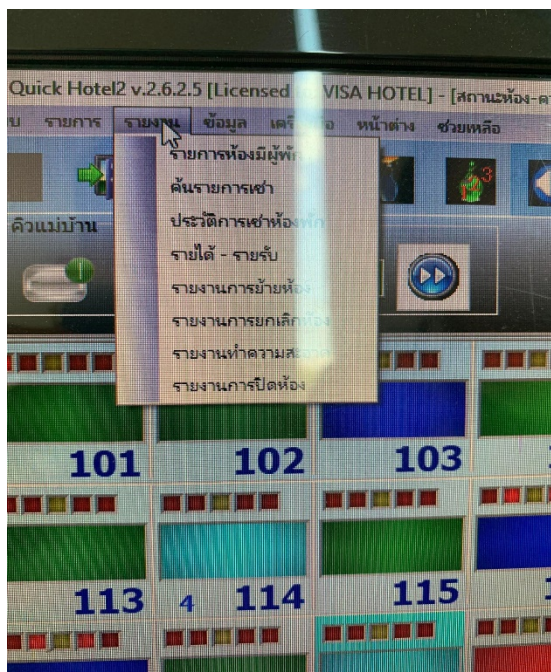 Quick Hotel2 v.2.6.2.5 [Licensed VISA HOTEL] - [สถานะห้อง-
รายการ รายงาน ข้อมูล หน้าต่าง ช่วยเหลือ
รายการห้องมีผู้พัก
ค้นรายการเช่า
ประวัติการเช่าห้องพัก
รายได้ - รายรับ
รายงานการย้ายห้อง
รายงานการยกเลิกห้อง
รายงานทำความสะอาด
รายงานการปิดห้อง
คิวแม่บ้าน
1
3
101 102 103
113 4 114 115